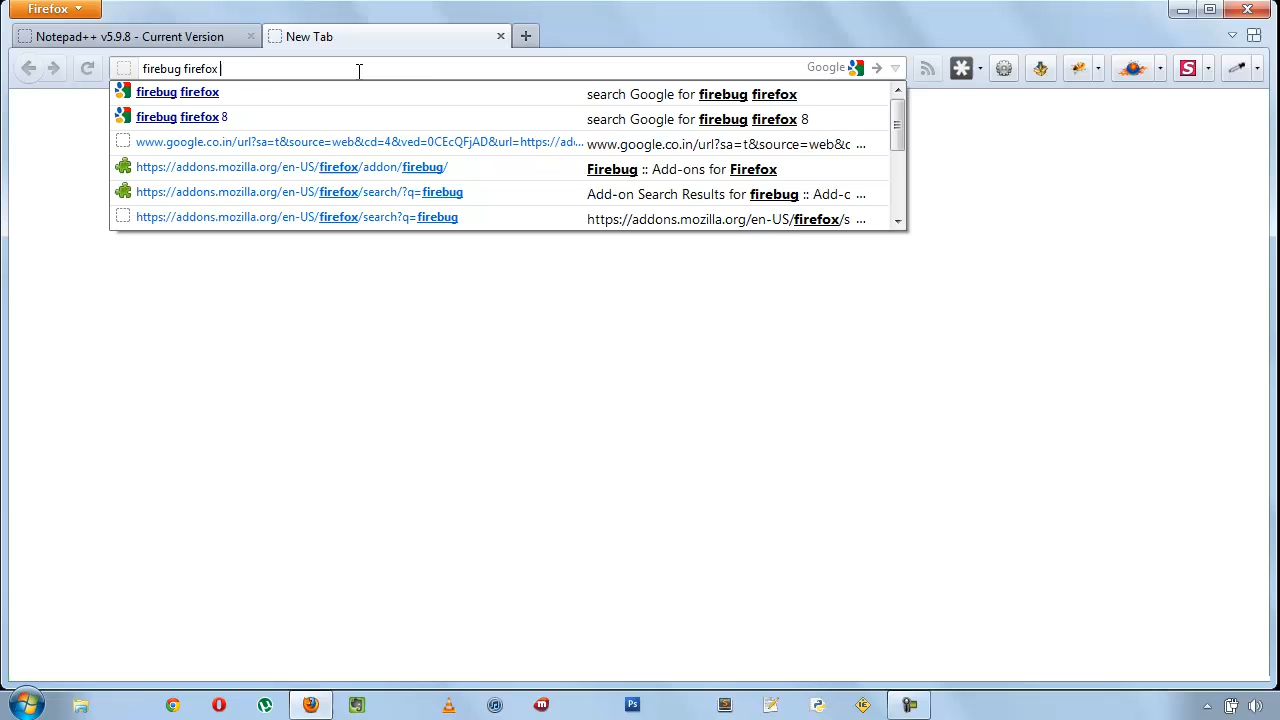 Firefox
Notepad++ v5.9.8 - Current Version
New Tab
firebug firefox
Google
firebug firefox
search Google for firebug firefox
firebug firefox 8
search Google for firebug firefox 8
www.google.co.in/url?sa=t&source=web&cd=4&ved=0CEcQFjAD&url=https://ad...
www.google.co.in/url?sa=t&source=web&c ...
https://addons.mozilla.org/en-US/firefox/addon/firebug/
Firebug :: Add-ons for Firefox
https://addons.mozilla.org/en-US/firefox/search/?q=firebug
Add-on Search Results for firebug :: Add-c ...
https://addons.mozilla.org/en-US/firefox/search?q=firebug
https://addons.mozilla.org/en-US/firefox/s ...
S
Ps